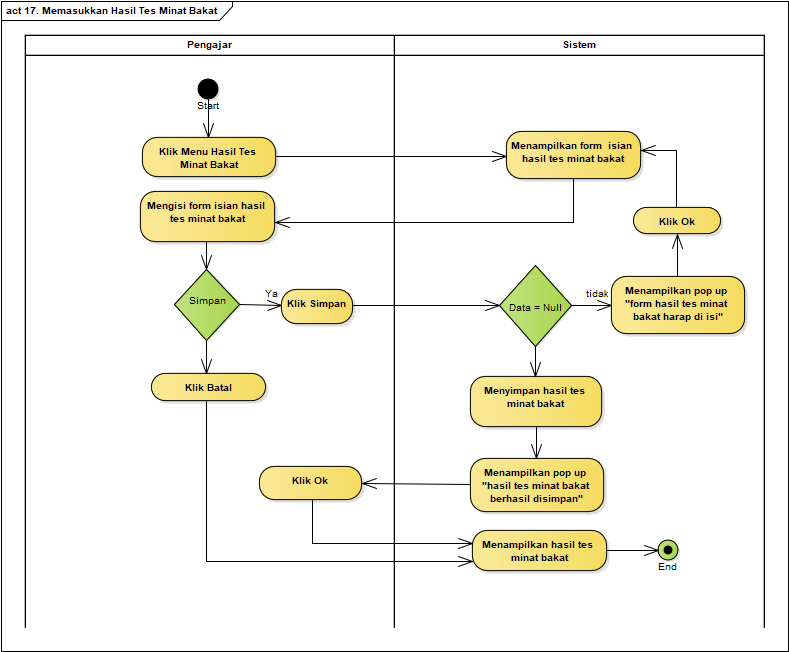 act 17. Memasukkan Hasil Tes Minat Bakat
Pengajar
Sistem
Start
Klik Menu Hasil Tes
Minat Bakat
Menampilkan form  isian
hasil tes minat bakat
Mengisi form isian hasil
tes minat bakat
Klik Ok
Simpan
Ya
Klik Simpan
Data = Null
tidak
Menampilkan pop up
"form hasil tes minat
bakat harap di isi"
Klik Batal
Menyimpan hasil tes
minat bakat
Klik Ok
Menampilkan pop up
"hasil tes minat bakat
berhasil disimpan"
Menampilkan hasil tes
minat bakat
End